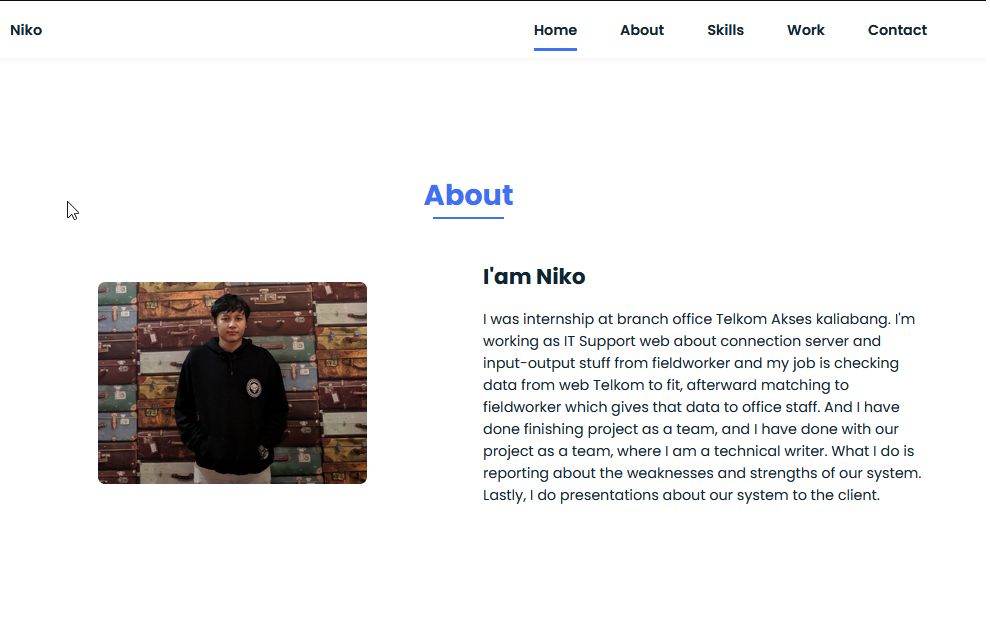 Niko
Home About Skills Work Contact
About
I'am Niko
I was internship at branch office Telkom Akses kaliabang. I'm
working as IT Support web about connection server and
input-output stuff from fieldworker and my job is checking
data from web Telkom to fit, afterward matching to
fieldworker which gives that data to office staff. And I have
done finishing project as a team, and I have done with our
project as a team, where I am a technical writer. What I do is
reporting about the weaknesses and strengths of our system.
Lastly, I do presentations about our system to the client.